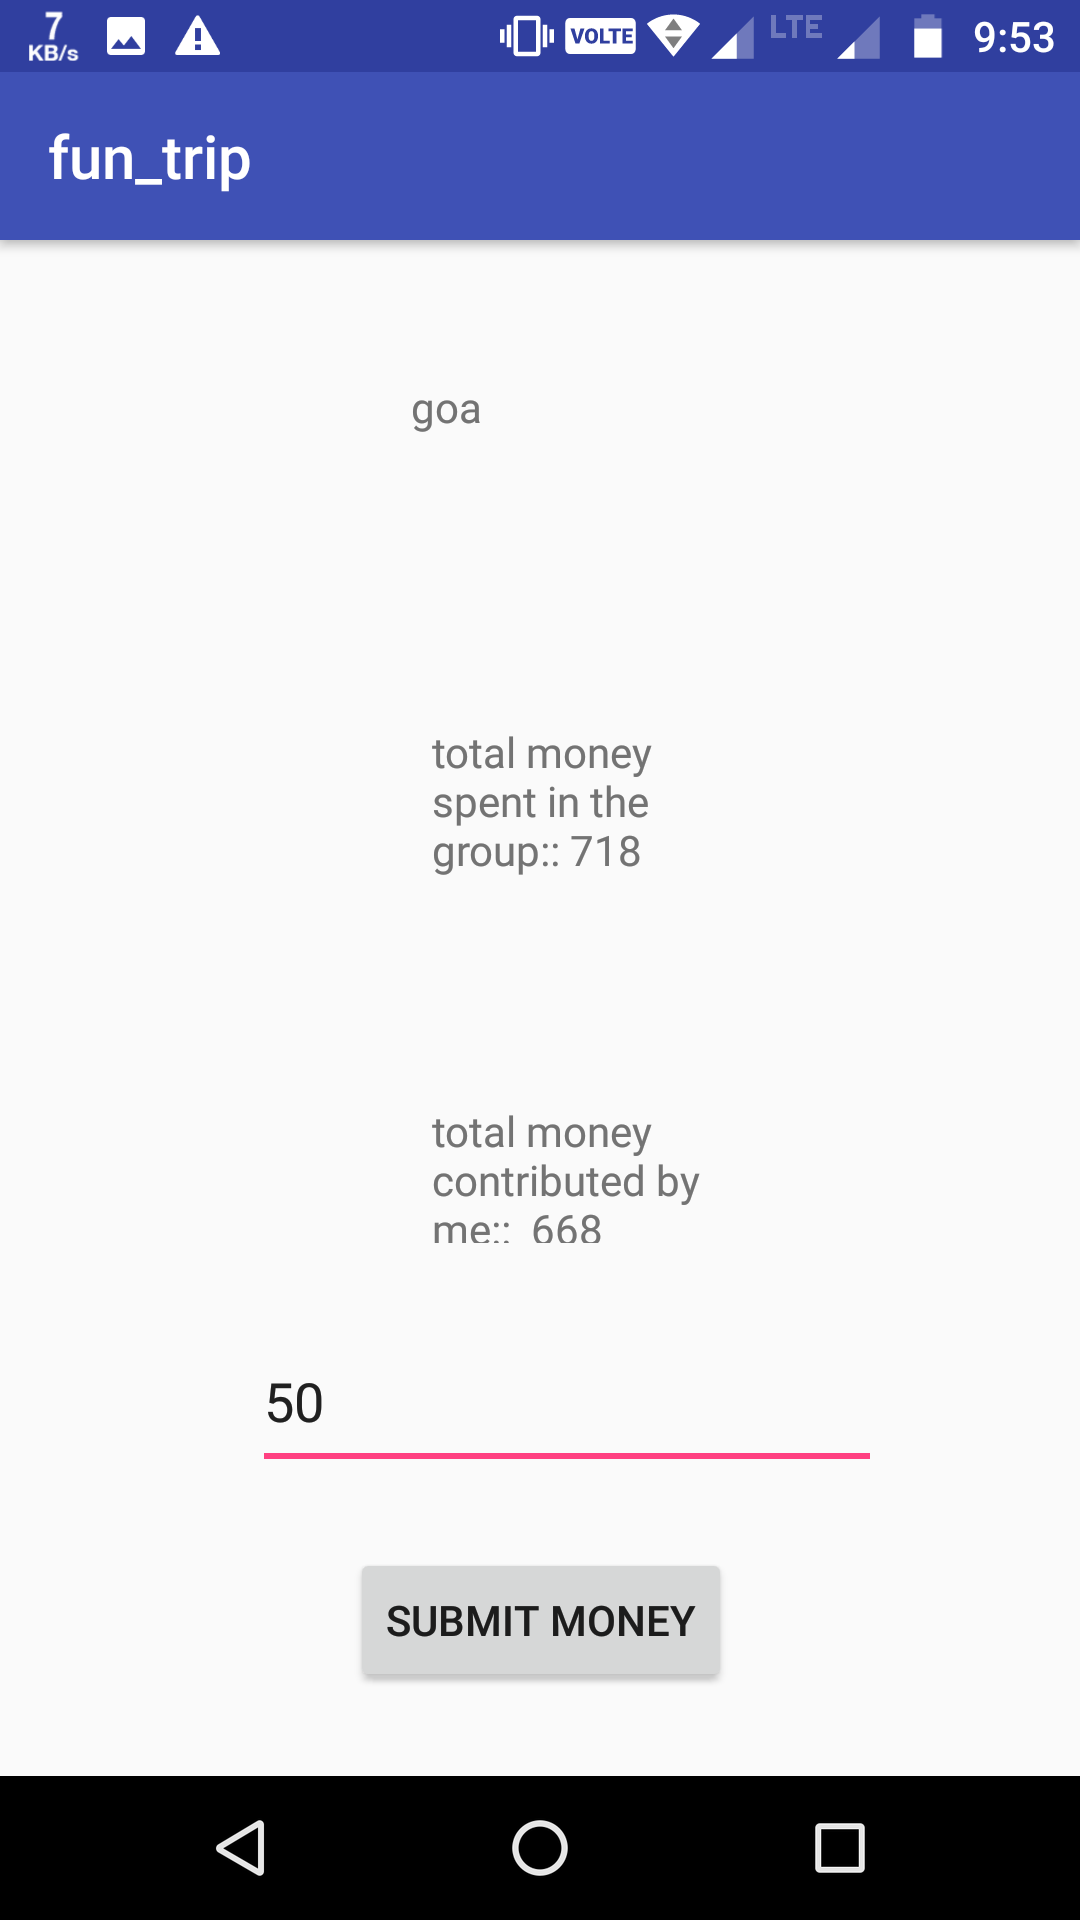 7
KB/s
VOLTE
LTE
9:53
fun_trip
goa
total money
spent in the
group:: 718
total money
contributed by
me::  668
50
SUBMIT MONEY